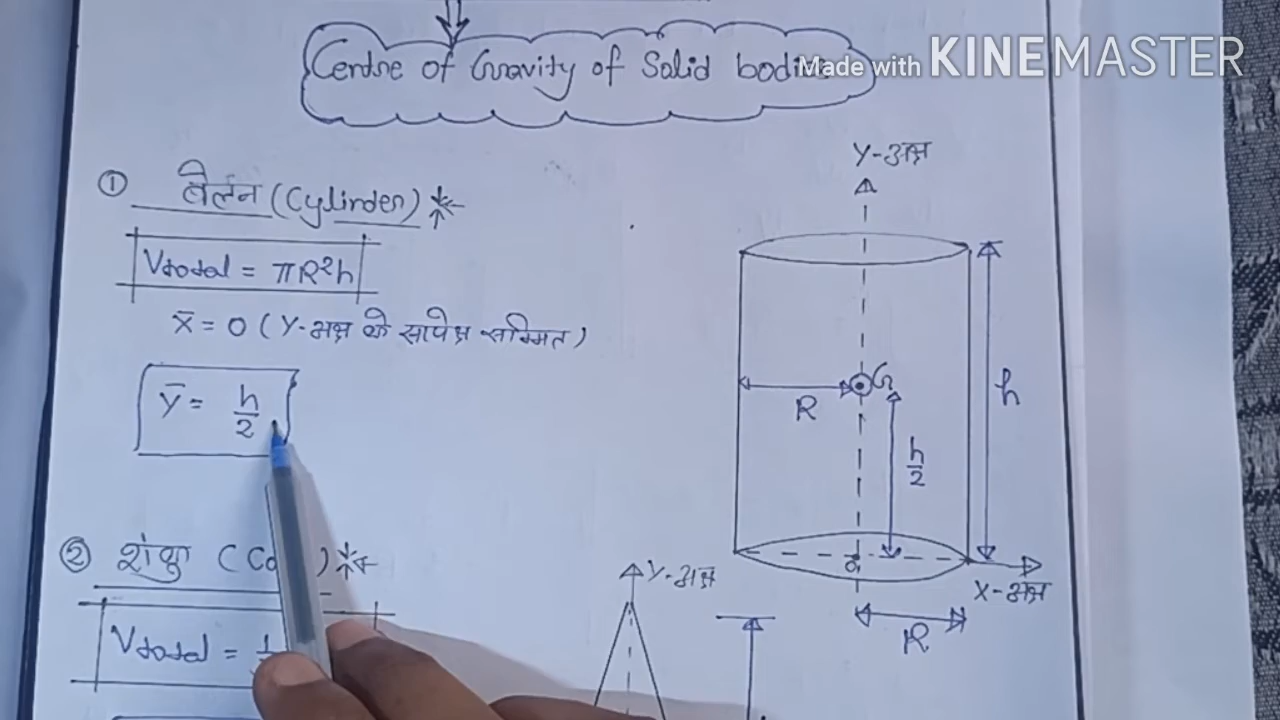 Centre of Gravity of Solid
Made with KINEMASTER
① बेलन (Cylinder)
Vtotal = πR²h
x̄ = 0 (Y-अक्ष के सापेक्ष सममित)
ȳ = h/2
Y-अक्ष
R
G
h
h/2
X-अक्ष
R
② शंकु (Co
Vtotal =
Y-अक्ष